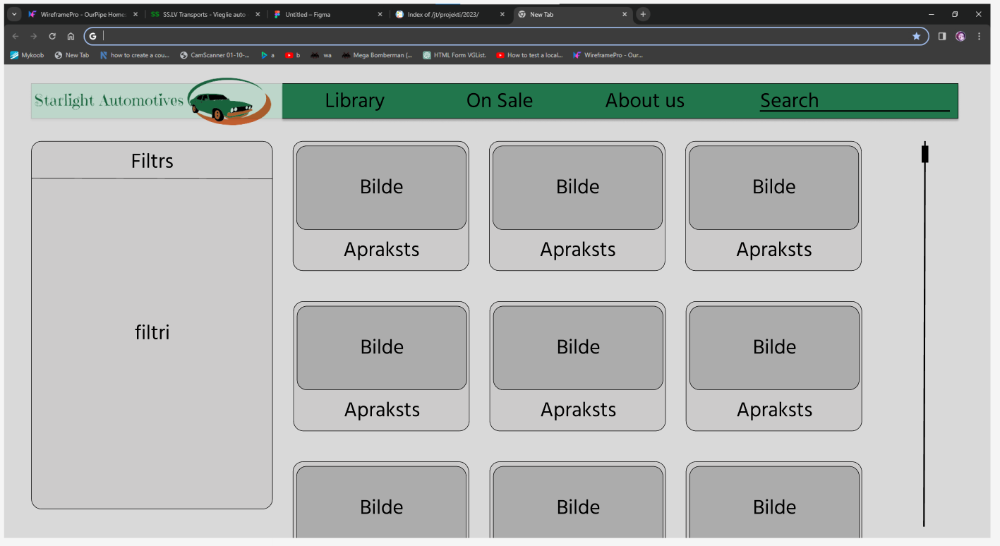 WireframePro - OurPipe Home
SS.LV Transports - Vieglie auto
Untitled – Figma
Index of /jt/projekti/2023/
New Tab
G
Mykoob
New Tab
how to create a cou...
CamScanner 01-10-...
a
b
wa
Mega Bomberman (...
HTML Form VGList.
How to test a local...
WireframePro - Our...
Starlight Automotives
Library
On Sale
About us
Search
Filtrs
filtri
Bilde
Bilde
Bilde
Apraksts
Apraksts
Apraksts
Bilde
Bilde
Bilde
Apraksts
Apraksts
Apraksts
Bilde
Bilde
Bilde